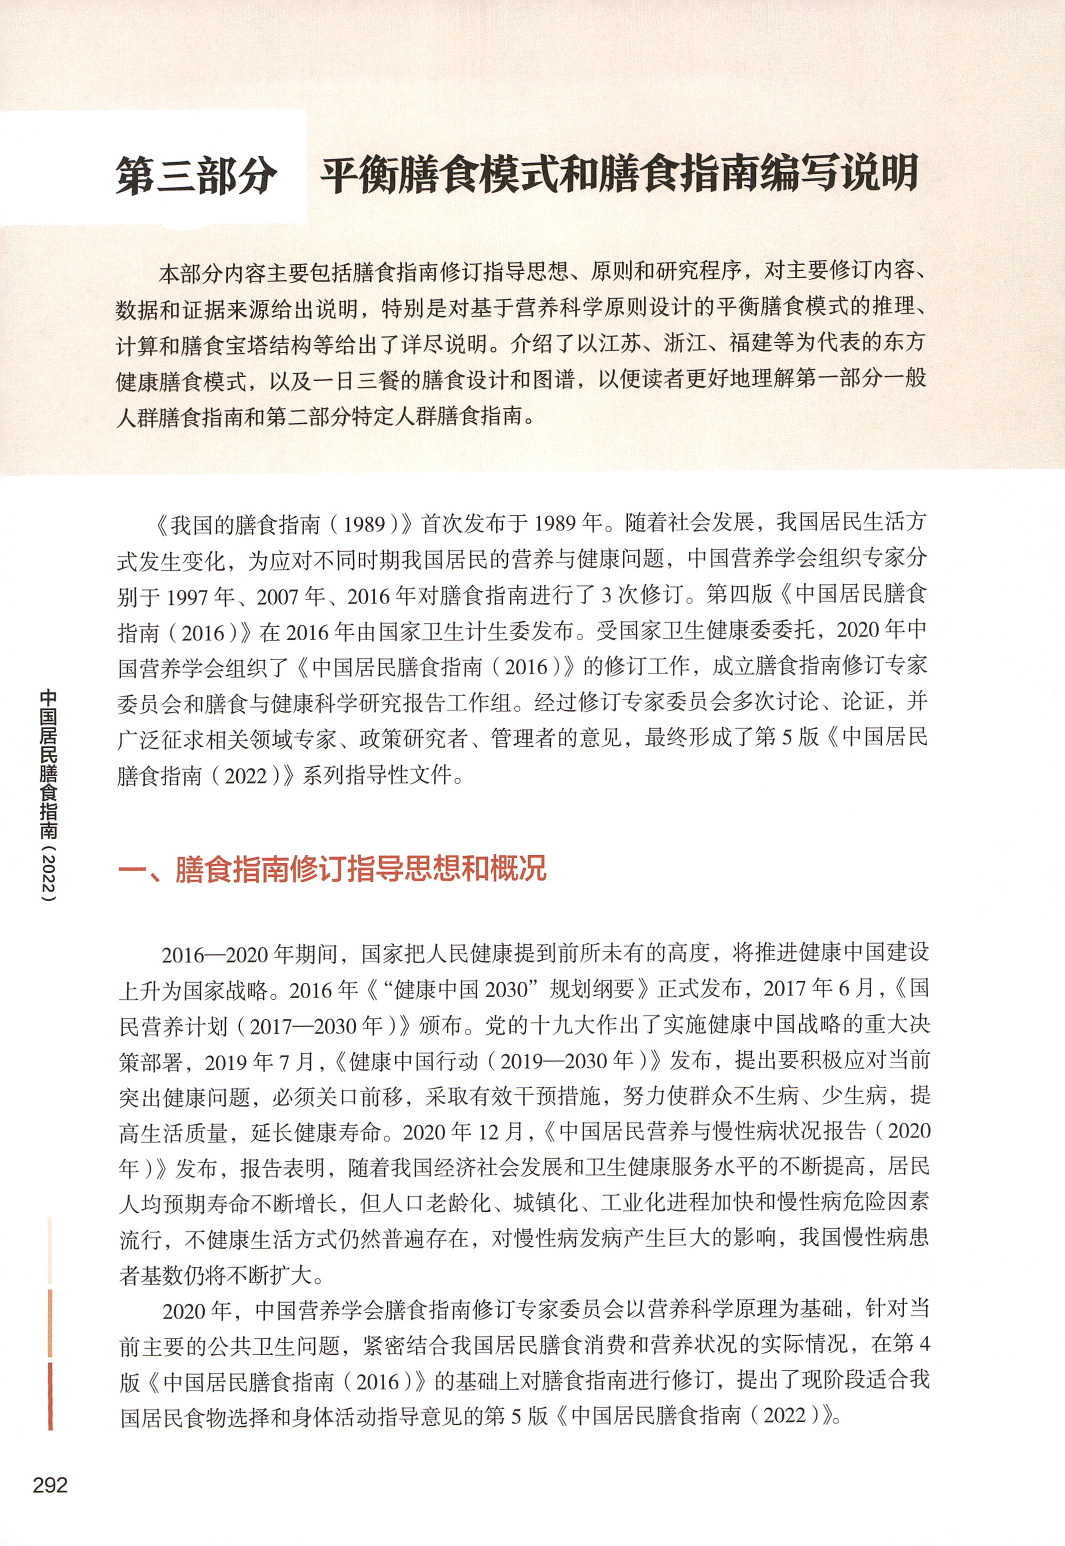 第三部分 平衡膳食模式和膳食指南编写说明
本部分内容主要包括膳食指南修订指导思想、原则和研究程序，对主要修订内容、
数据和证据来源给出说明，特别是对基于营养科学原则设计的平衡膳食模式的推理、
计算和膳食宝塔结构等给出了详尽说明。介绍了以江苏、浙江、福建等为代表的东方
健康膳食模式，以及一日三餐的膳食设计和图谱，以便读者更好地理解第一部分一般
人群膳食指南和第二部分特定人群膳食指南。
《我国的膳食指南（1989）》首次发布于 1989 年。随着社会发展，我国居民生活方
式发生变化，为应对不同时期我国居民的营养与健康问题，中国营养学会组织专家分
别于 1997 年、2007 年、2016 年对膳食指南进行了 3 次修订。第四版《中国居民膳食
指南（2016）》在 2016 年由国家卫生计生委发布。受国家卫生健康委委托，2020 年中
国营养学会组织了《中国居民膳食指南（2016）》的修订工作，成立膳食指南修订专家
委员会和膳食与健康科学研究报告工作组。经过修订专家委员会多次讨论、论证，并
广泛征求相关领域专家、政策研究者、管理者的意见，最终形成了第 5 版《中国居民
膳食指南（2022）》系列指导性文件。
一、膳食指南修订指导思想和概况
2016—2020 年期间，国家把人民健康提到前所未有的高度，将推进健康中国建设
上升为国家战略。2016 年《“健康中国 2030”规划纲要》正式发布，2017 年 6 月，《国
民营养计划（2017—2030 年）》颁布。党的十九大作出了实施健康中国战略的重大决
策部署，2019 年 7 月，《健康中国行动（2019—2030 年）》发布，提出要积极应对当前
突出健康问题，必须关口前移，采取有效干预措施，努力使群众不生病、少生病，提
高生活质量，延长健康寿命。2020 年 12 月，《中国居民营养与慢性病状况报告（2020
年）》发布，报告表明，随着我国经济社会发展和卫生健康服务水平的不断提高，居民
人均预期寿命不断增长，但人口老龄化、城镇化、工业化进程加快和慢性病危险因素
流行，不健康生活方式仍然普遍存在，对慢性病发病产生巨大的影响，我国慢性病患
者基数仍将不断扩大。
2020 年，中国营养学会膳食指南修订专家委员会以营养科学原理为基础，针对当
前主要的公共卫生问题，紧密结合我国居民膳食消费和营养状况的实际情况，在第 4
版《中国居民膳食指南（2016）》的基础上对膳食指南进行修订，提出了现阶段适合我
国居民食物选择和身体活动指导意见的第 5 版《中国居民膳食指南（2022）》。
中国居民膳食指南（2022）
292